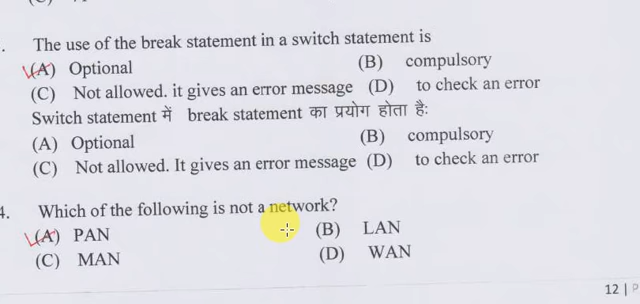 . The use of the break statement in a switch statement is
(A) Optional (B) compulsory
(C) Not allowed. it gives an error message (D) to check an error
Switch statement में break statement का प्रयोग होता है:
(A) Optional (B) compulsory
(C) Not allowed. It gives an error message (D) to check an error
4. Which of the following is not a network?
(A) PAN (B) LAN
(C) MAN (D) WAN
12 | P